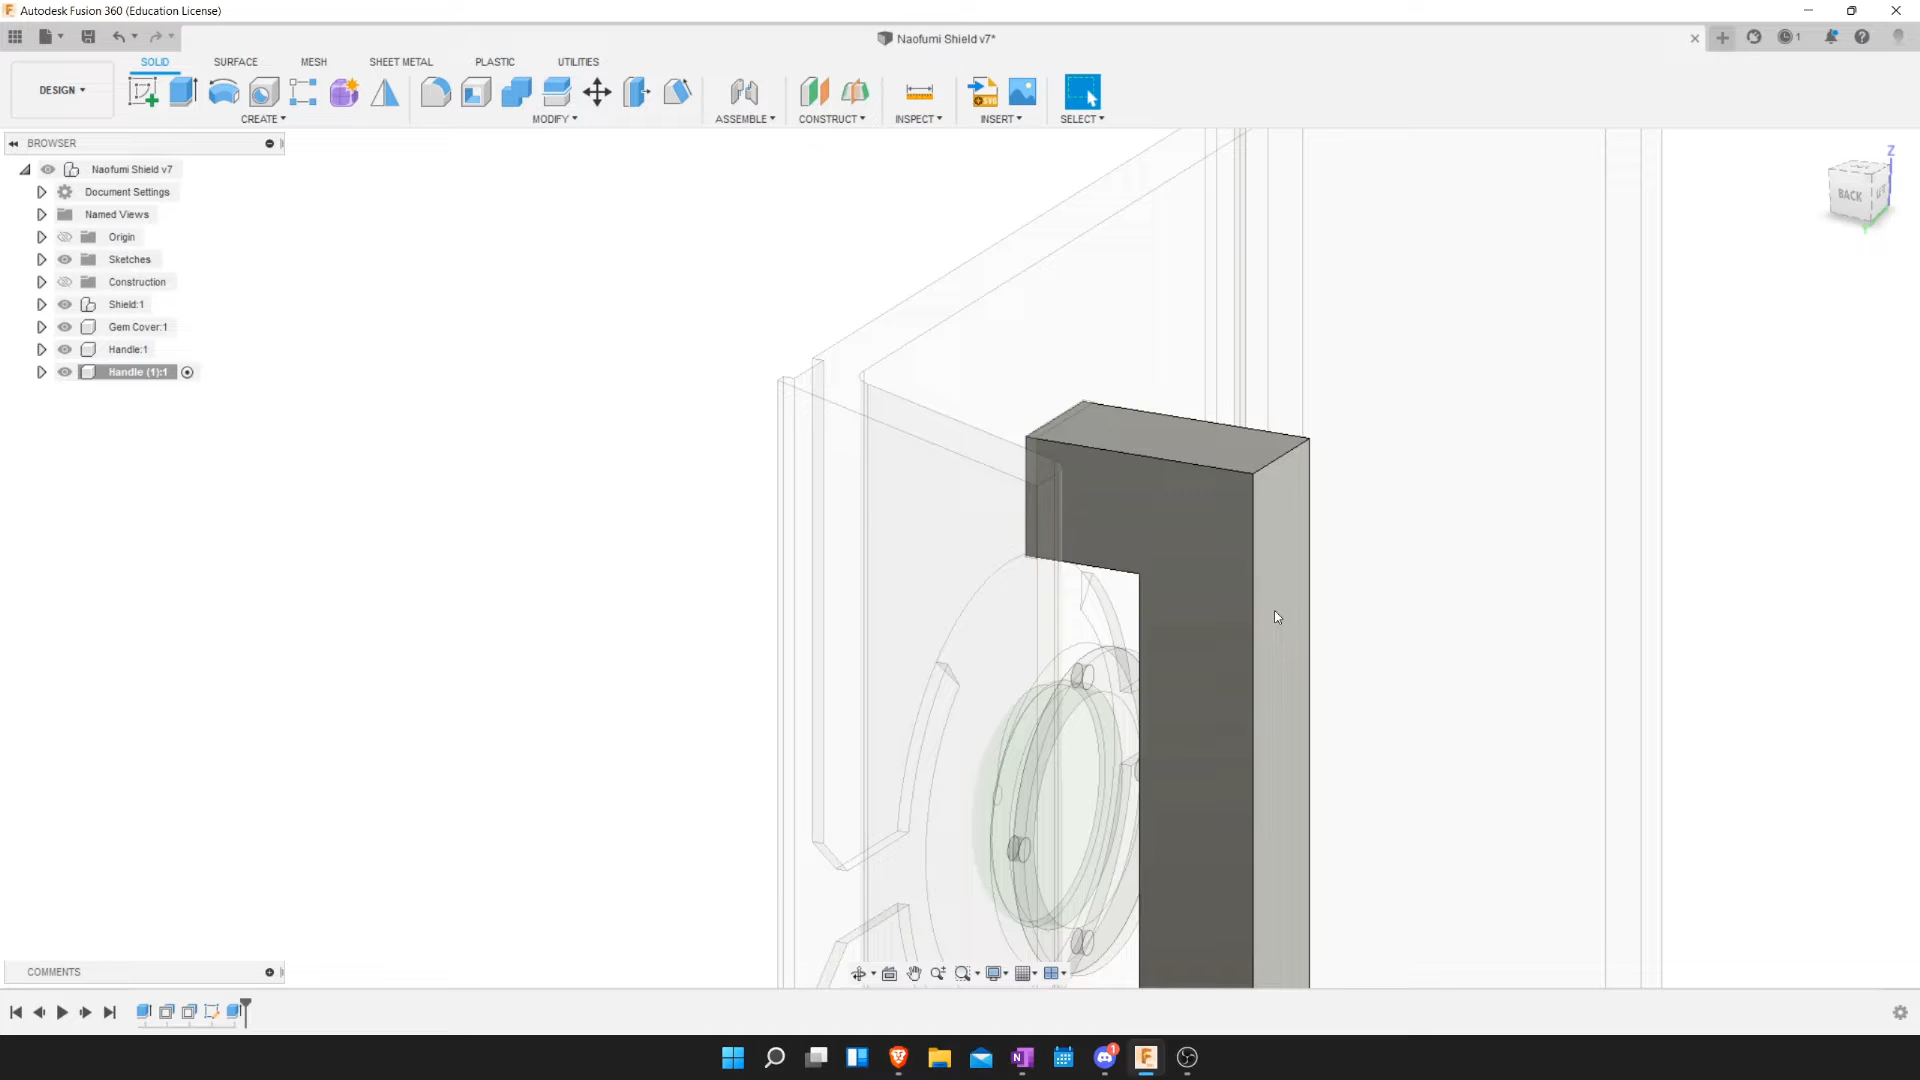 Autodesk Fusion 360 (Education License)
Naofumi Shield v7*
1
DESIGN
SOLID
SURFACE
MESH
SHEET METAL
PLASTIC
UTILITIES
CREATE
MODIFY
ASSEMBLE
CONSTRUCT
INSPECT
INSERT
SELECT
BROWSER
Naofumi Shield v7
Document Settings
Named Views
Origin
Sketches
Construction
Shield:1
Gem Cover:1
Handle:1
Handle (1):1
Z
BACK
Y
COMMENTS
1